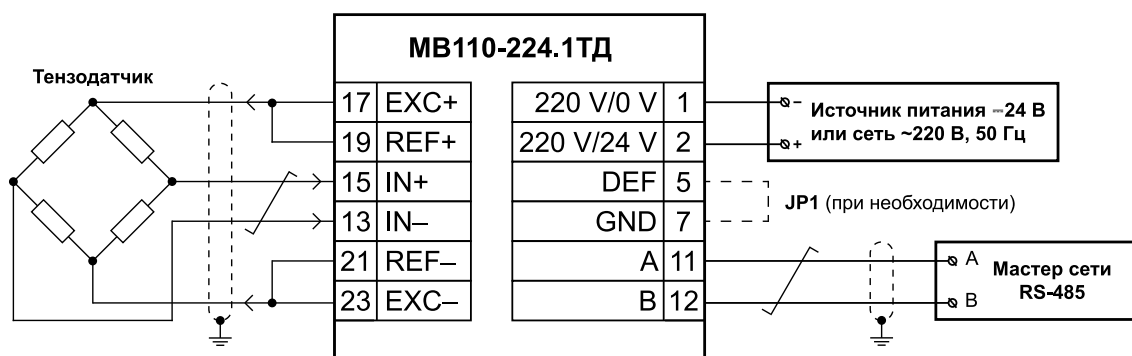 МВ110-224.1ТД
Тензодатчик
17 EXC+
19 REF+
15 IN+
13 IN–
21 REF–
23 EXC–
220 V/0 V 1
220 V/24 V 2
DEF 5
GND 7
A 11
B 12
–
+
Источник питания ⎓24 В
или сеть ~220 В, 50 Гц
JP1 (при необходимости)
A
B
Мастер сети
RS-485